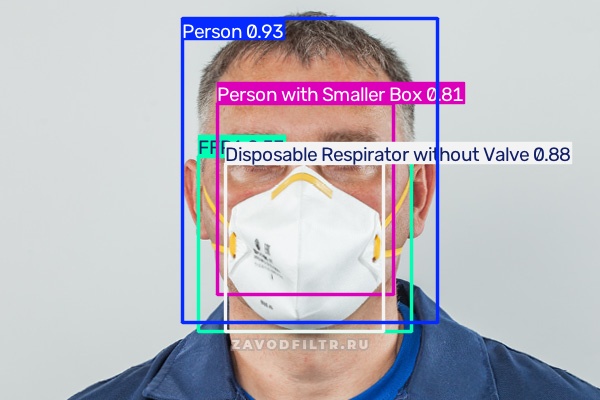 Person 0.93
Person with Smaller Box 0.81
Disposable Respirator without Valve 0.88
ZAVODFILTR.RU